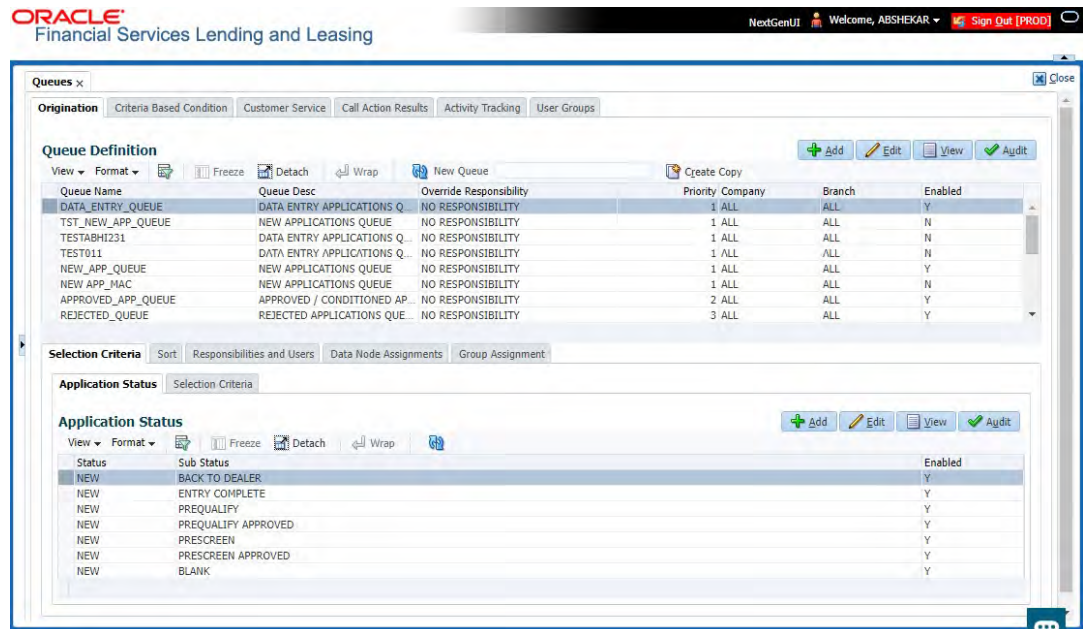 ORACLE
Financial Services Lending and Leasing
NextGenUI Welcome, ABSHEKAR Sign Out [PROD]
Queues × Close
Origination Criteria Based Condition Customer Service Call Action Results Activity Tracking User Groups
Queue Definition Add Edit View Audit
View Format Freeze Detach Wrap New Queue Create Copy
Queue Name Queue Desc Override Responsibility Priority Company Branch Enabled
DATA_ENTRY_QUEUE DATA ENTRY APPLICATIONS Q... NO RESPONSIBILITY 1 ALL ALL Y
TST_NEW_APP_QUEUE NEW APPLICATIONS QUEUE NO RESPONSIBILITY 1 ALL ALL N
TESTABHI231 DATA ENTRY APPLICATIONS Q... NO RESPONSIBILITY 1 ALL ALL N
TEST011 DATA ENTRY APPLICATIONS Q... NO RESPONSIBILITY 1 ALL ALL N
NEW_APP_QUEUE NEW APPLICATIONS QUEUE NO RESPONSIBILITY 1 ALL ALL Y
NEW APP_MAC NEW APPLICATIONS QUEUE NO RESPONSIBILITY 1 ALL ALL N
APPROVED_APP_QUEUE APPROVED / CONDITIONED AP... NO RESPONSIBILITY 2 ALL ALL Y
REJECTED_QUEUE REJECTED APPLICATIONS QUE... NO RESPONSIBILITY 3 ALL ALL Y
Selection Criteria Sort Responsibilities and Users Data Node Assignments Group Assignment
Application Status Selection Criteria
Application Status Add Edit View Audit
View Format Freeze Detach Wrap
Status Sub Status Enabled
NEW BACK TO DEALER Y
NEW ENTRY COMPLETE Y
NEW PREQUALIFY Y
NEW PREQUALIFY APPROVED Y
NEW PRESCREEN Y
NEW PRESCREEN APPROVED Y
NEW BLANK Y